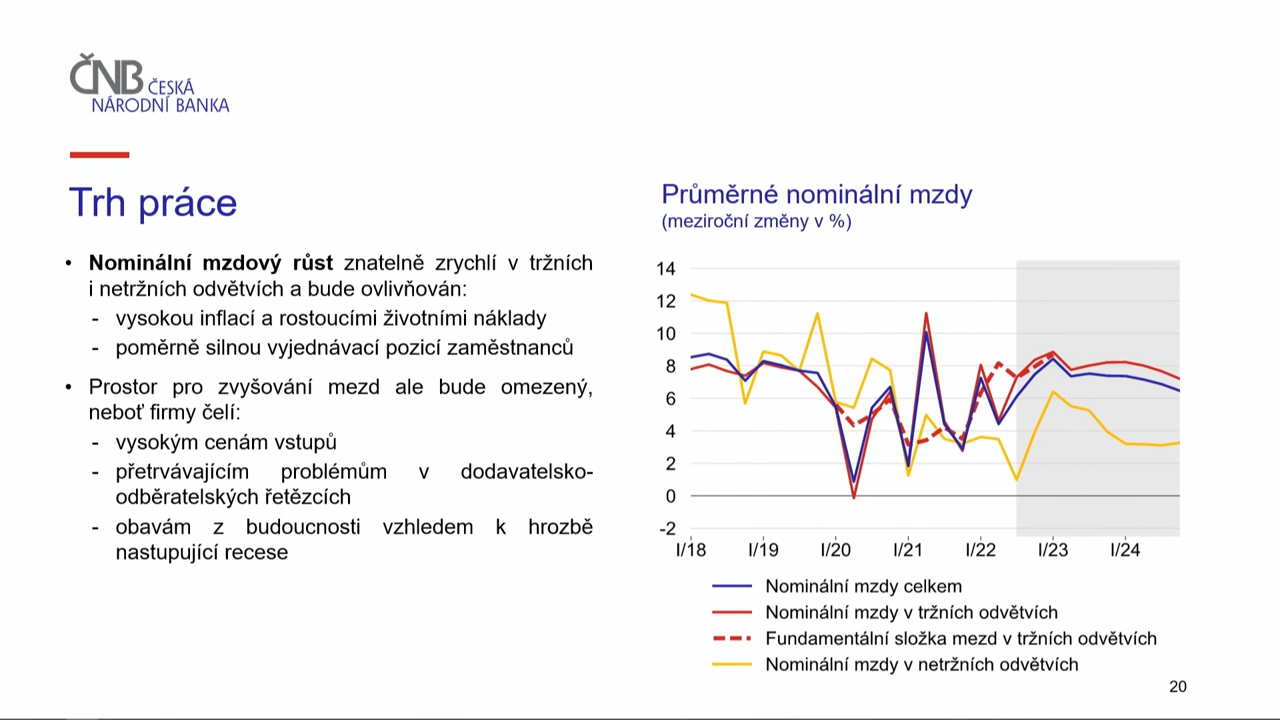 ČNB ČESKÁ
NÁRODNÍ BANKA
Trh práce
• Nominální mzdový růst znatelně zrychlí v tržních
i netržních odvětvích a bude ovlivňován:
- vysokou inflací a rostoucími životními náklady
- poměrně silnou vyjednávací pozicí zaměstnanců
• Prostor pro zvyšování mezd ale bude omezený,
neboť firmy čelí:
- vysokým cenám vstupů
- přetrvávajícím problémům v dodavatelsko-
odběratelských řetězcích
- obavám z budoucnosti vzhledem k hrozbě
nastupující recese
Průměrné nominální mzdy
(meziroční změny v %)
14
12
10
8
6
4
2
0
-2
I/18 I/19 I/20 I/21 I/22 I/23 I/24
Nominální mzdy celkem
Nominální mzdy v tržních odvětvích
Fundamentální složka mezd v tržních odvětvích
Nominální mzdy v netržních odvětvích
20